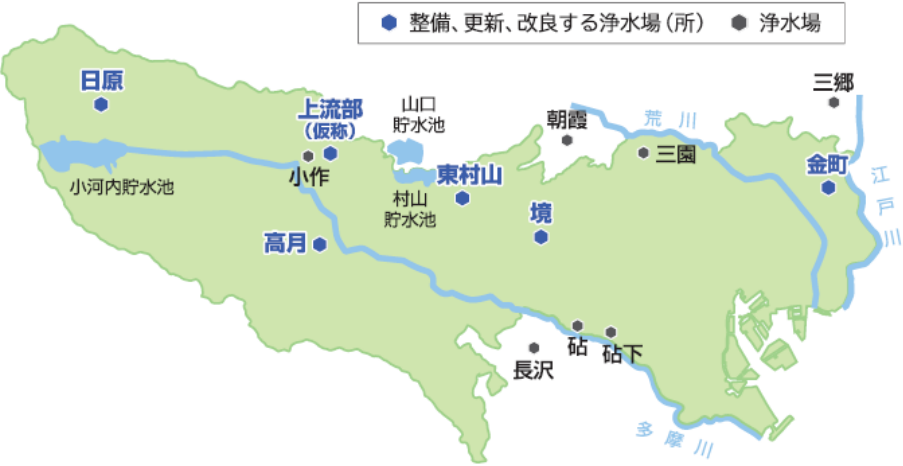 整備、更新、改良する浄水場(所)
浄水場
日原
上流部
(仮称)
山口
貯水池
朝霞
荒川
三郷
三園
金町
江戸川
小作
小河内貯水池
村山
貯水池
東村山
境
高月
長沢
砧
砧下
多摩川